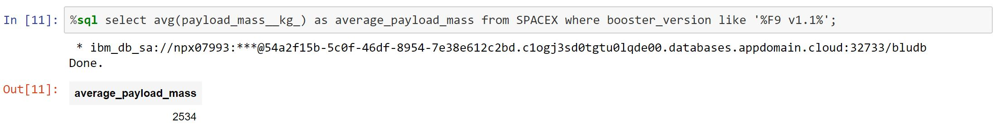 In [11]: %sql select avg(payload_mass__kg_) as average_payload_mass from SPACEX where booster_version like '%F9 v1.1%';
* ibm_db_sa://npx07993:***@54a2f15b-5c0f-46df-8954-7e38e612c2bd.c1ogj3sd0tgtu0lqde00.databases.appdomain.cloud:32733/bludb
Done.
Out[11]: average_payload_mass
2534